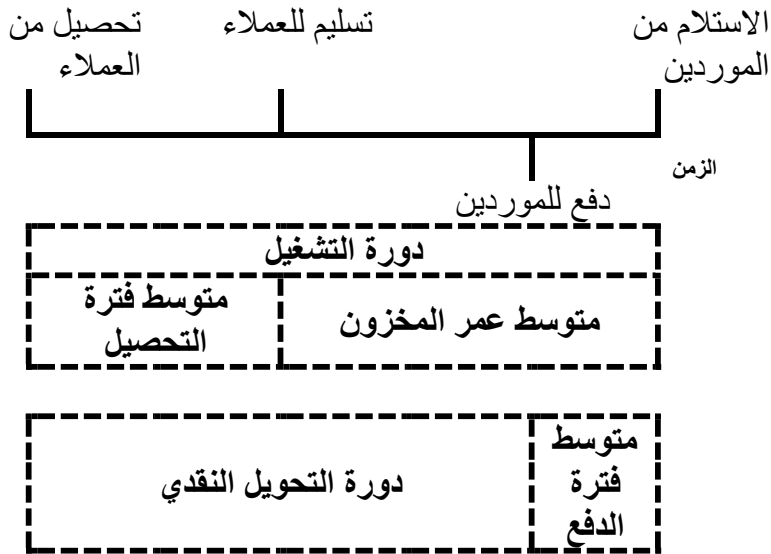 الاستلام من
الموردين
تسليم للعملاء
تحصيل من
العملاء
الزمن
دفع للموردين
دورة التشغيل
متوسط عمر المخزون
متوسط فترة
التحصيل
متوسط
فترة
الدفع
دورة التحويل النقدي